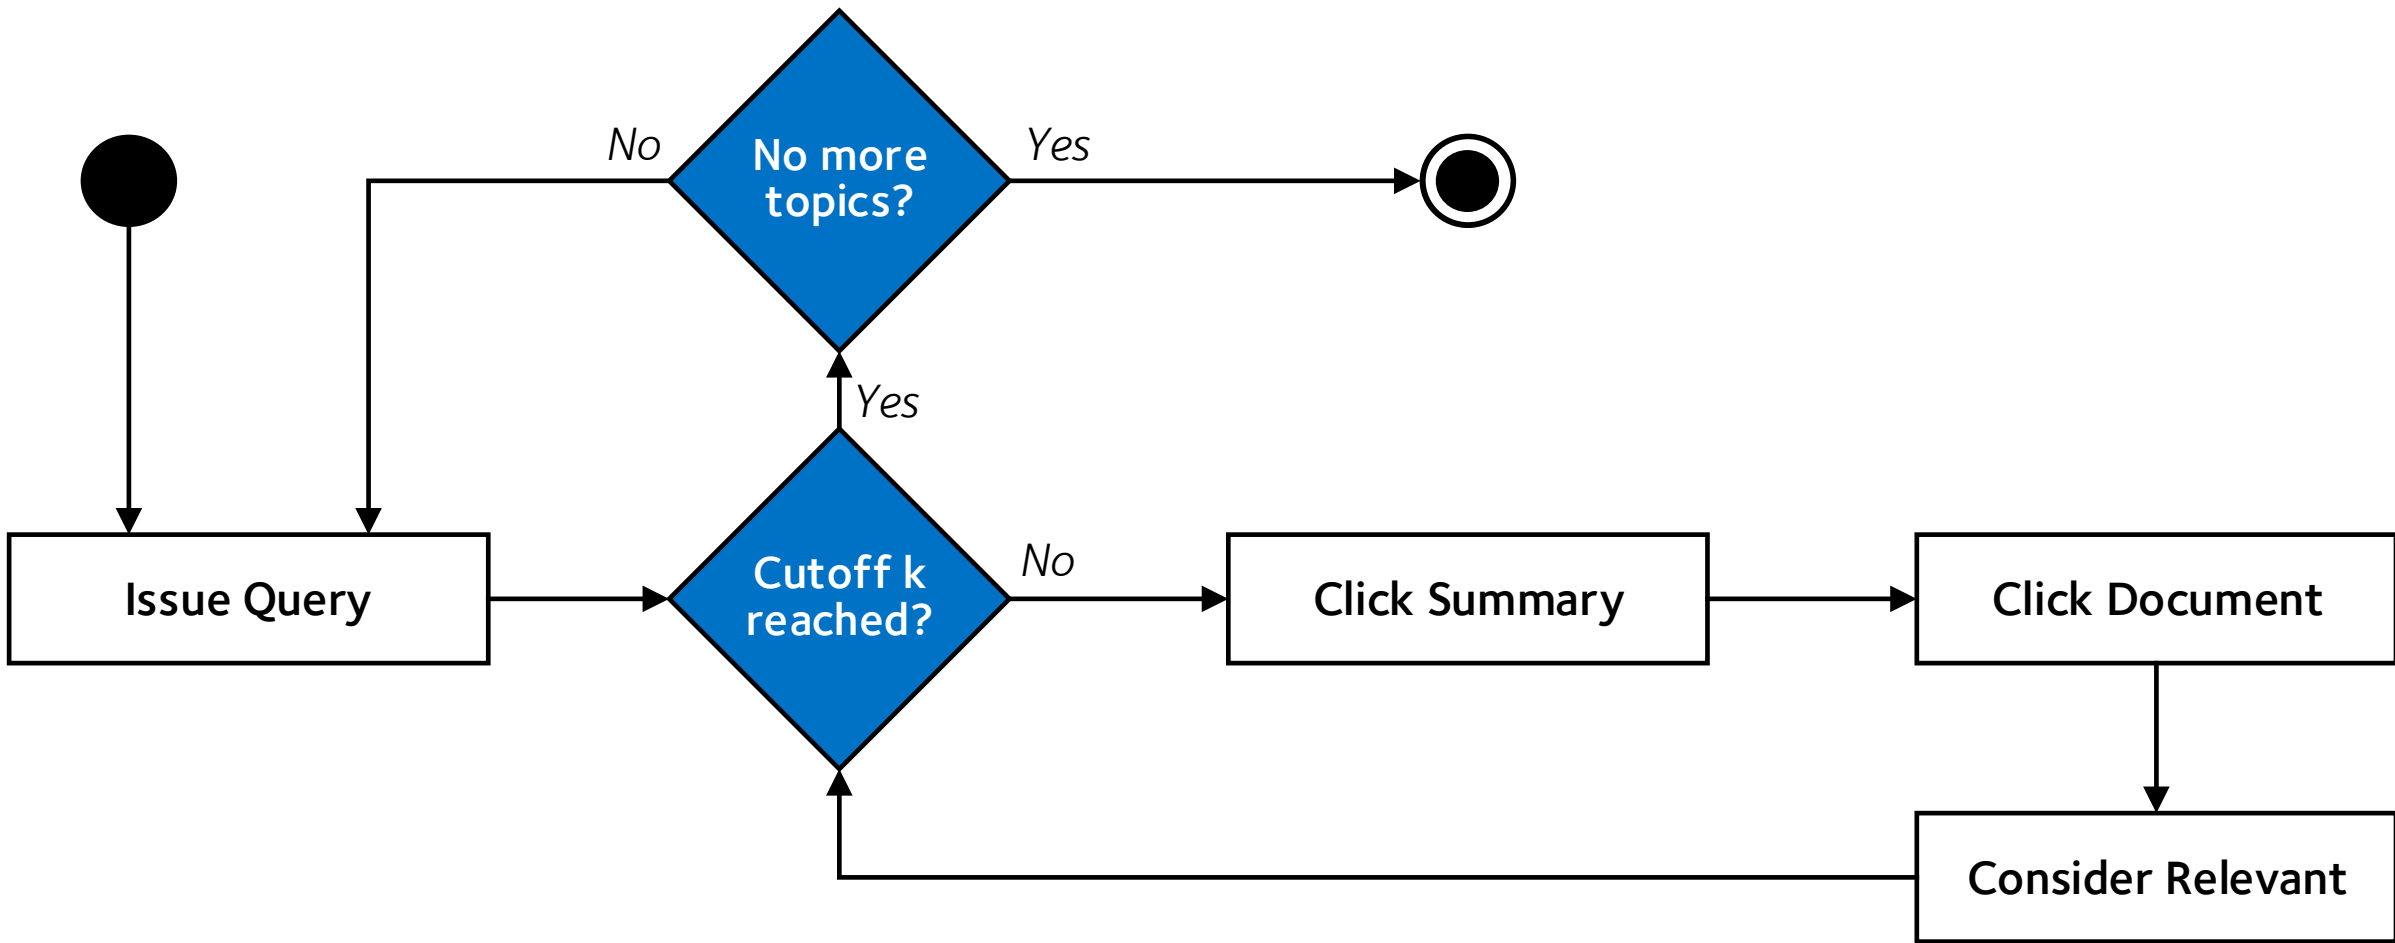 No more
topics?
No
Yes
Yes
Issue Query
Cutoff k
reached?
No
Click Summary
Click Document
Consider Relevant